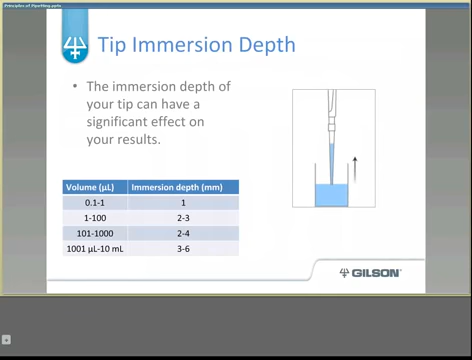 Principles of Pipetting.pptx
Tip Immersion Depth
• The immersion depth of
your tip can have a
significant effect on
your results.
Volume (µL) Immersion depth (mm)
0.1-1 1
1-100 2-3
101-1000 2-4
1001 µL-10 mL 3-6
GILSON